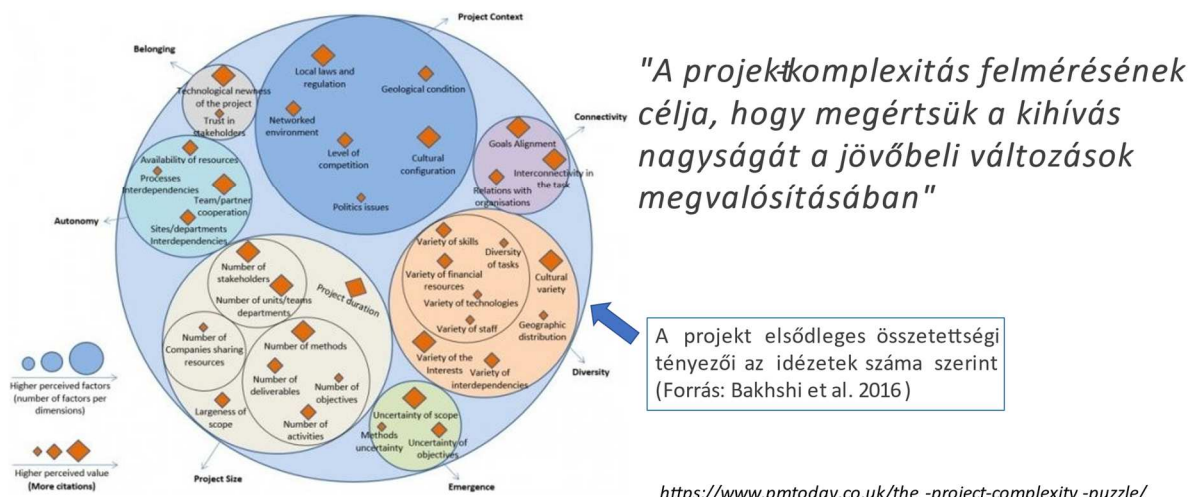 Project Context
Belonging
Local laws and
regulation
Geological condition
Technological newness
of the project
Trust in
stakeholders
Networked
environment
Level of
competition
Cultural
configuration
Politics issues
Connectivity
Goals Alignment
Interconnectivity in
the task
Relations with
organisations
Availability of resources
Processes
Interdependencies
Team/partner
cooperation
Sites/departments
Interdependencies
Autonomy
Number of
stakeholders
Number of units/teams
departments
Project duration
Number of
Companies sharing
resources
Number of methods
Number of
deliverables
Number of
objectives
Number of
activities
Largeness of
scope
Project Size
Variety of skills
Diversity
of tasks
Variety of financial
resources
Variety of technologies
Variety of staff
Cultural
variety
Geographic
distribution
Variety of the
Interests
Variety of
interdependencies
Diversity
Uncertainty of scope
Methods
uncertainty
Uncertainty of
objectives
Emergence
Higher perceived factors
(number of factors per
dimensions)
Higher perceived value
(More citations)
"A projekt-komplexitás felmérésének
célja, hogy megértsük a kihívás
nagyságát a jövőbeli változások
megvalósításában"
A projekt elsődleges összetettségi
tényezői az idézetek száma szerint
(Forrás: Bakhshi et al. 2016)
https://www.pmtoday.co.uk/the -project-complexity -puzzle/